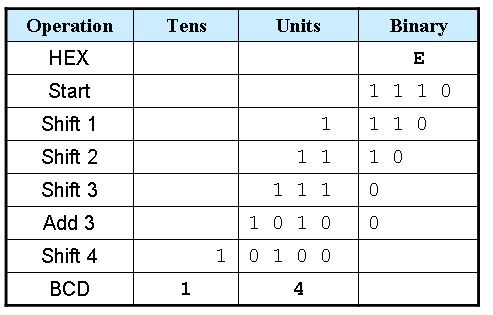 Operation Tens Units Binary
HEX E
Start 1 1 1 0
Shift 1 1 1 1 0
Shift 2 1 1 1 0
Shift 3 1 1 1 0
Add 3 1 0 1 0 0
Shift 4 1 0 1 0 0
BCD 1 4